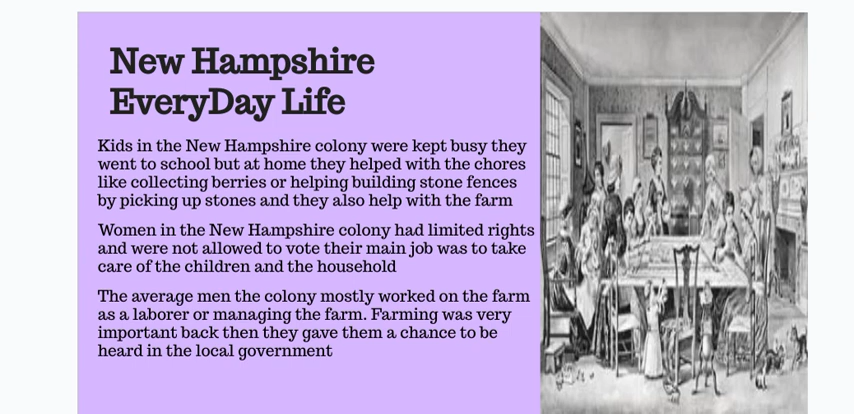 New Hampshire
EveryDay Life
Kids in the New Hampshire colony were kept busy they
went to school but at home they helped with the chores
like collecting berries or helping building stone fences
by picking up stones and they also help with the farm
Women in the New Hampshire colony had limited rights
and were not allowed to vote their main job was to take
care of the children and the household
The average men the colony mostly worked on the farm
as a laborer or managing the farm. Farming was very
important back then they gave them a chance to be
heard in the local government